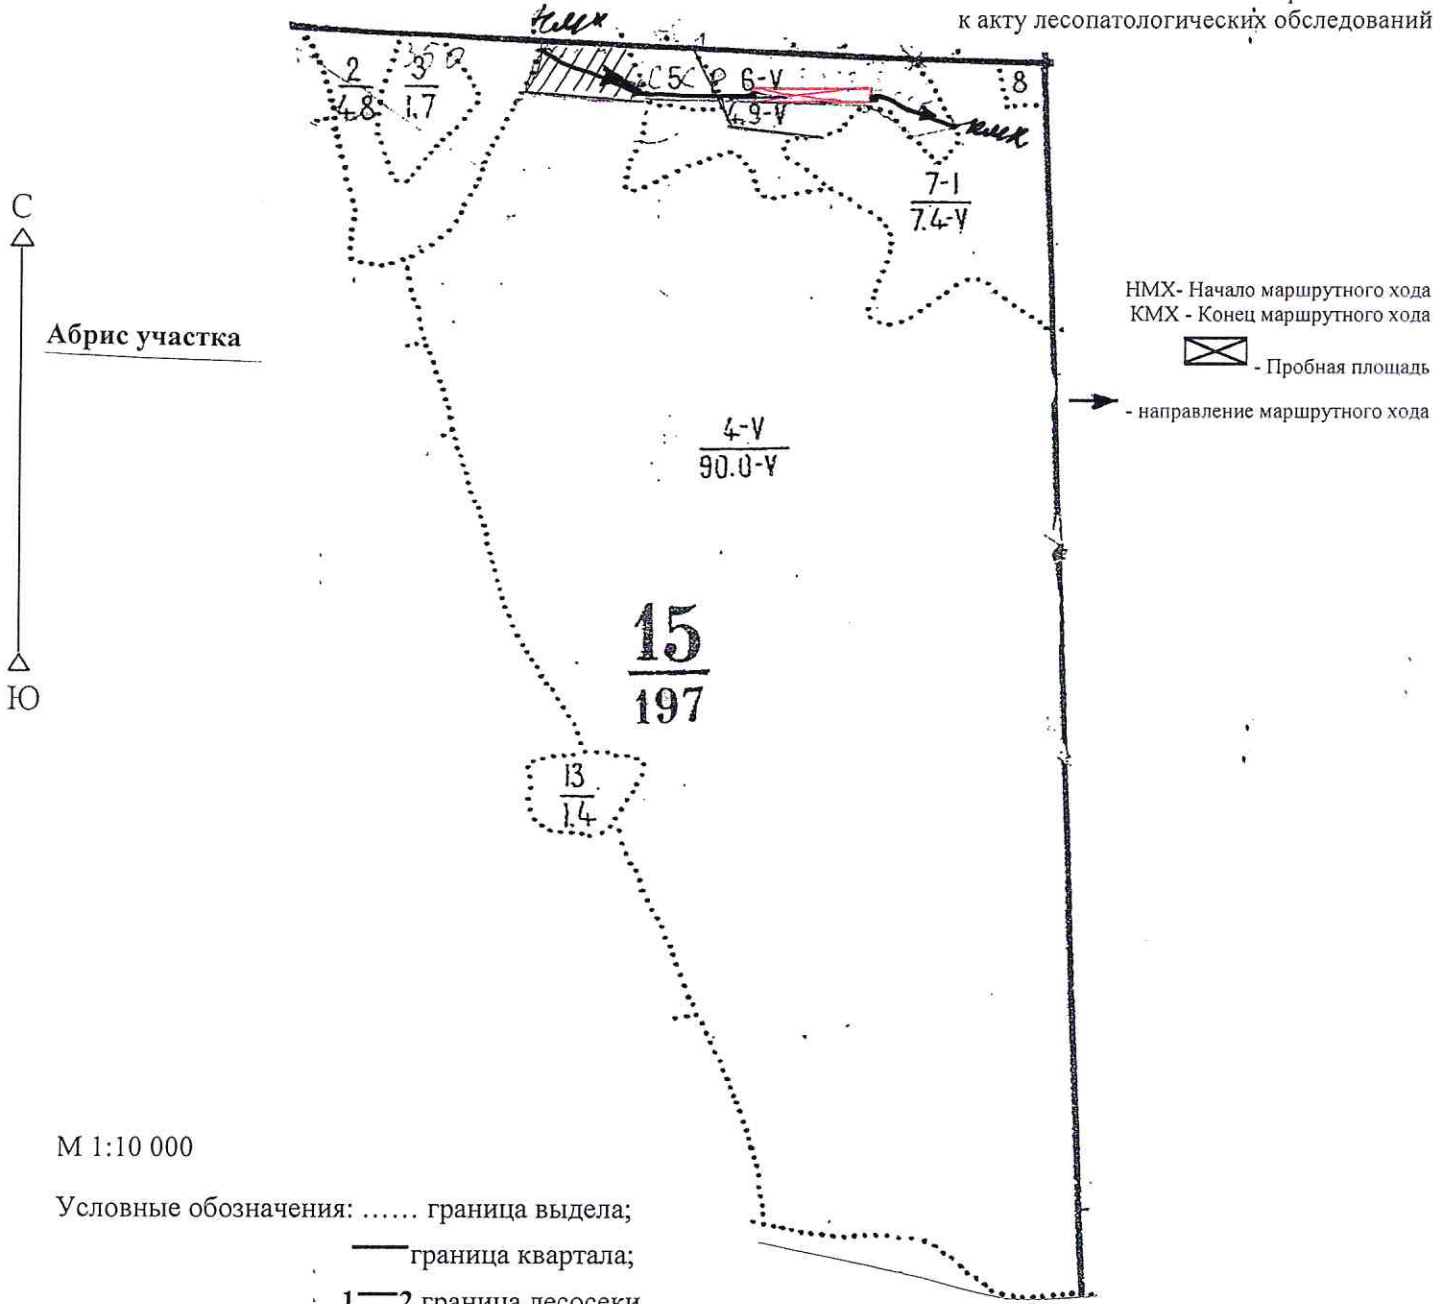 к акту лесопатологических обследований
НМХ
2
4.8
3
1.7
С
6-V
4.9-V
8
КМХ
7-1
7.4-V
С
Абрис участка
НМХ- Начало маршрутного хода
КМХ - Конец маршрутного хода
- Пробная площадь
- направление маршрутного хода
4-V
90.0-V
15
197
Ю
13
1.4
М 1:10 000
Условные обозначения: ...... граница выдела;
граница квартала;
1 2 граница лесосеки